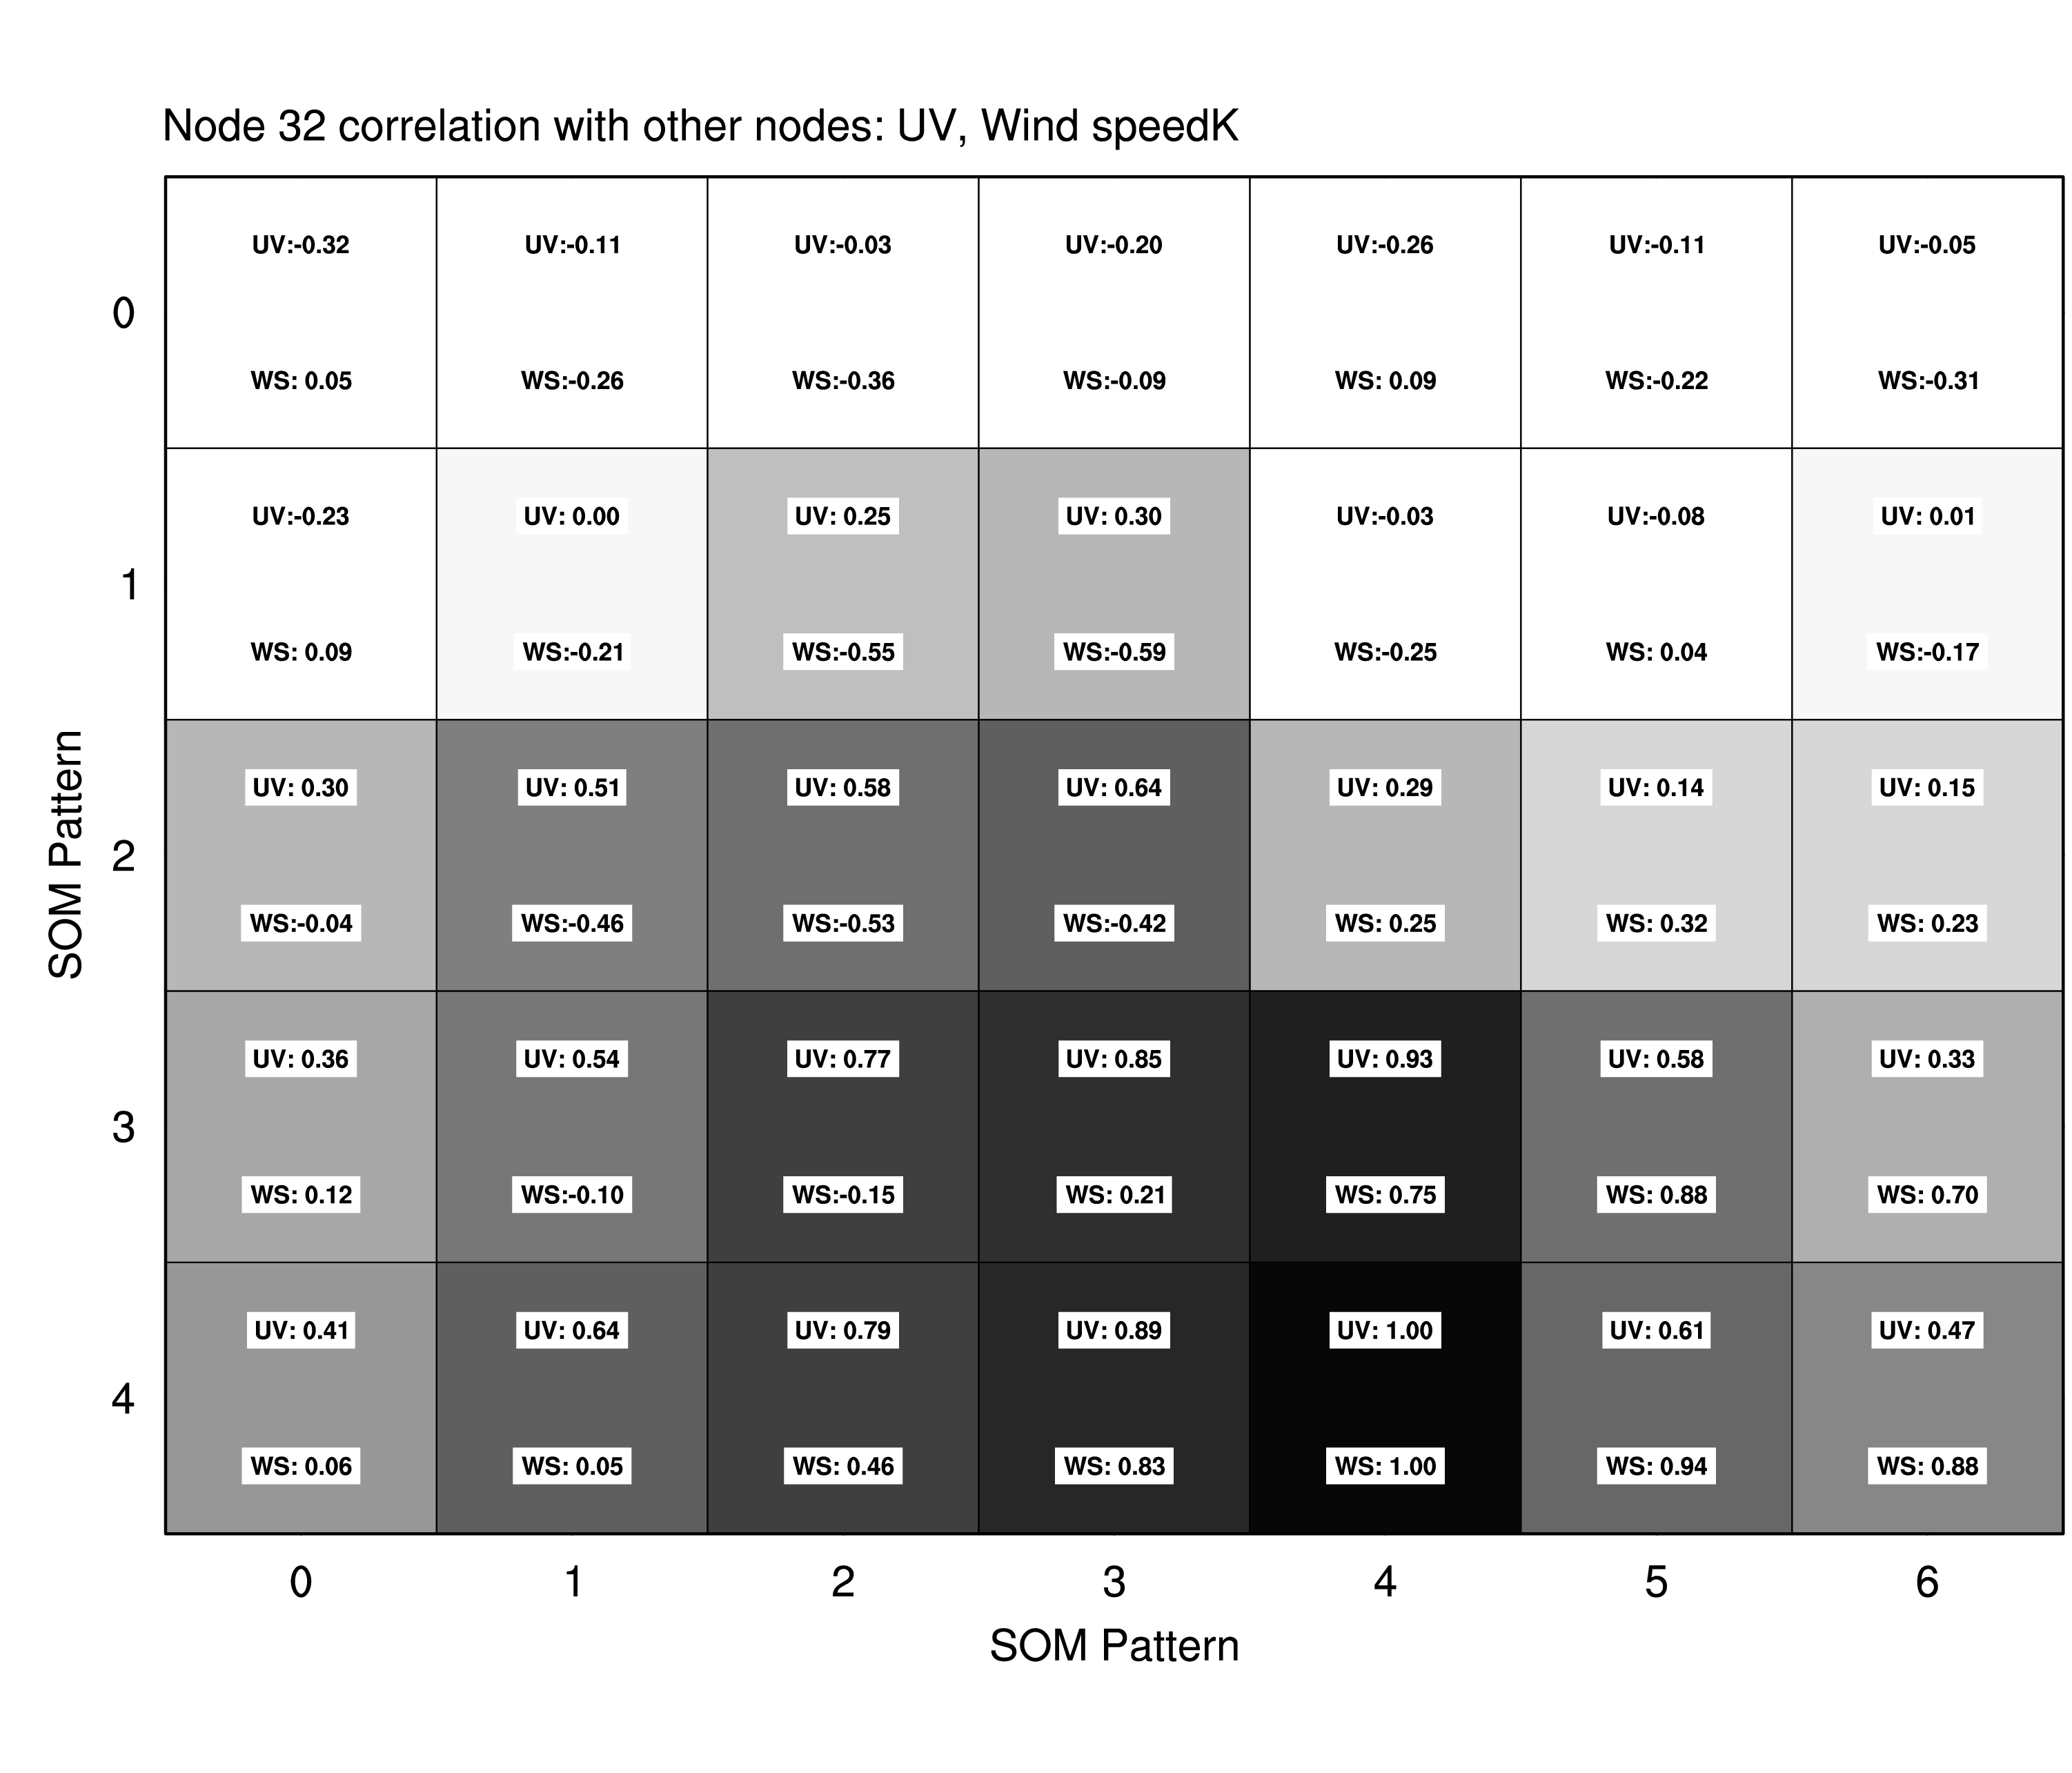 Node 32 correlation with other nodes: UV, Wind speedK
UV:-0.32 UV:-0.11 UV:-0.03 UV:-0.20 UV:-0.26 UV:-0.11 UV:-0.05
0
WS: 0.05 WS:-0.26 WS:-0.36 WS:-0.09 WS: 0.09 WS:-0.22 WS:-0.31
UV:-0.23 UV: 0.00 UV: 0.25 UV: 0.30 UV:-0.03 UV:-0.08 UV: 0.01
1
WS: 0.09 WS:-0.21 WS:-0.55 WS:-0.59 WS:-0.25 WS: 0.04 WS:-0.17
SOM Pattern
UV: 0.30 UV: 0.51 UV: 0.58 UV: 0.64 UV: 0.29 UV: 0.14 UV: 0.15
2
WS:-0.04 WS:-0.46 WS:-0.53 WS:-0.42 WS: 0.25 WS: 0.32 WS: 0.23
UV: 0.36 UV: 0.54 UV: 0.77 UV: 0.85 UV: 0.93 UV: 0.58 UV: 0.33
3
WS: 0.12 WS:-0.10 WS:-0.15 WS: 0.21 WS: 0.75 WS: 0.88 WS: 0.70
UV: 0.41 UV: 0.64 UV: 0.79 UV: 0.89 UV: 1.00 UV: 0.61 UV: 0.47
4
WS: 0.06 WS: 0.05 WS: 0.46 WS: 0.83 WS: 1.00 WS: 0.94 WS: 0.88
0 1 2 3 4 5 6
SOM Pattern